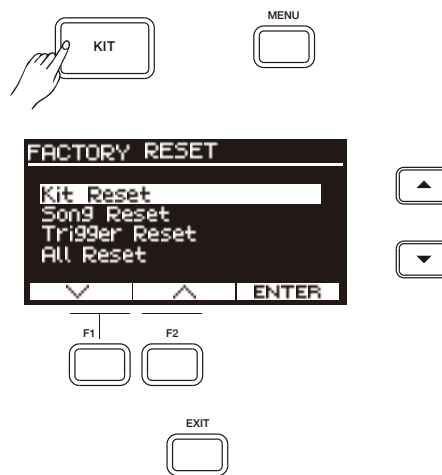 MENU
KIT
FACTORY RESET
Kit Reset
Song Reset
Trigger Reset
All Reset
ENTER
F1
F2
EXIT